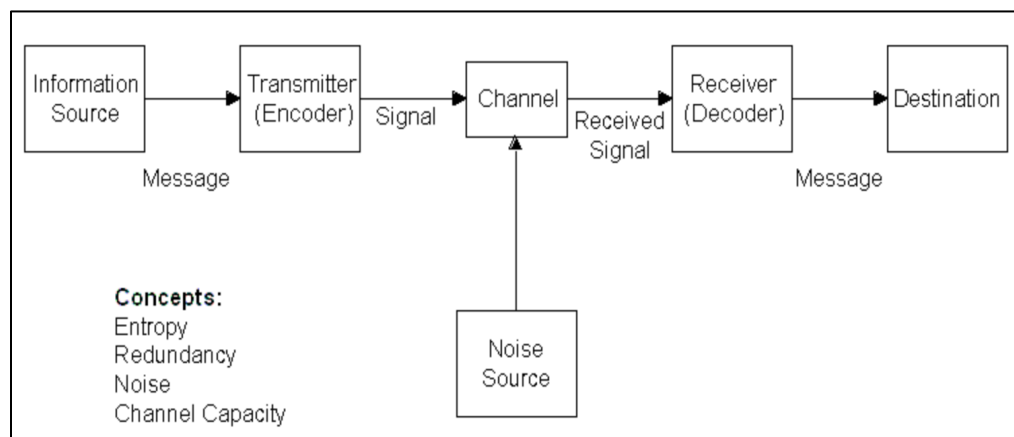 Information
Source
Transmitter
(Encoder)
Channel
Receiver
(Decoder)
Destination
Signal
Received
Signal
Message
Message
Concepts:
Entropy
Redundancy
Noise
Channel Capacity
Noise
Source